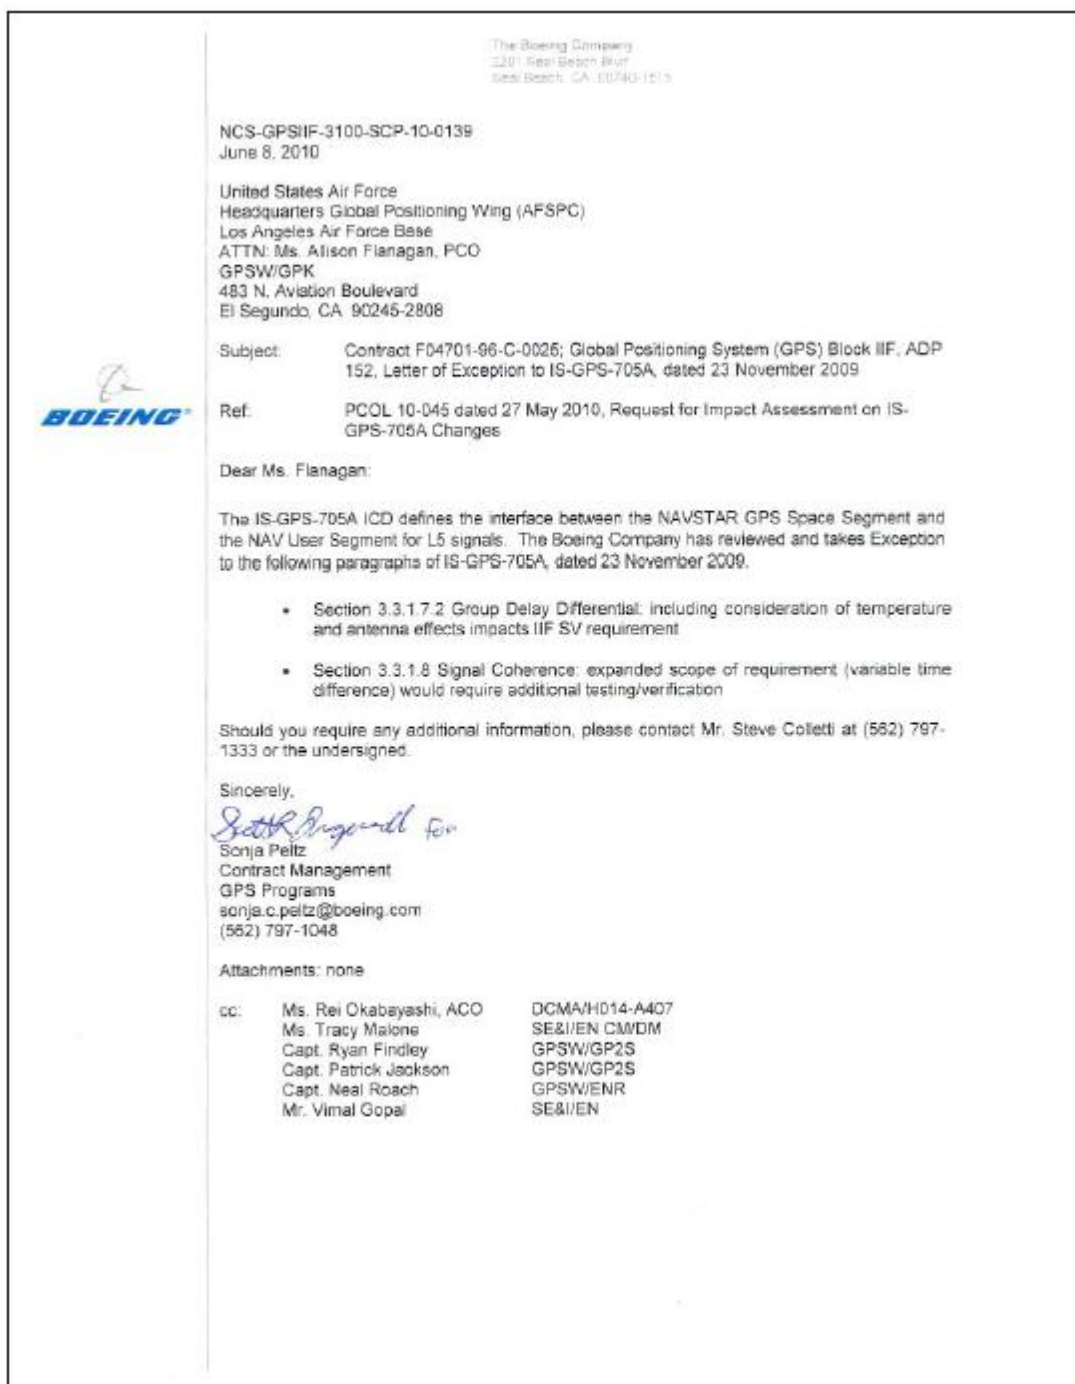 The Boeing Company
Seal Beach, CA
NCS-GPSIIF-3100-SCP-10-0139
June 8, 2010
United States Air Force
Headquarters Global Positioning Wing (AFSPC)
Los Angeles Air Force Base
ATTN: Ms. Allison Flanagan, PCO
GPSW/GPK
483 N. Aviation Boulevard
El Segundo, CA 90245-2808
Subject: Contract F04701-96-C-0025; Global Positioning System (GPS) Block IIF, ADP
152, Letter of Exception to IS-GPS-705A, dated 23 November 2009
BOEING
Ref: PCOL 10-045 dated 27 May 2010, Request for Impact Assessment on IS-
GPS-705A Changes
Dear Ms. Flanagan:
The IS-GPS-705A ICD defines the interface between the NAVSTAR GPS Space Segment and
the NAV User Segment for L5 signals. The Boeing Company has reviewed and takes Exception
to the following paragraphs of IS-GPS-705A, dated 23 November 2009.
• Section 3.3.1.7.2 Group Delay Differential: including consideration of temperature
and antenna effects impacts IIF SV requirement
• Section 3.3.1.8 Signal Coherence: expanded scope of requirement (variable time
difference) would require additional testing/verification
Should you require any additional information, please contact Mr. Steve Colletti at (562) 797-
1333 or the undersigned.
Sincerely,
for
Sonja Peltz
Contract Management
GPS Programs
sonja.c.peltz@boeing.com
(562) 797-1048
Attachments: none
cc: Ms. Rei Okabayashi, ACO DCMA/H014-A407
Ms. Tracy Malone SE&I/EN CM/DM
Capt. Ryan Findley GPSW/GP2S
Capt. Patrick Jackson GPSW/GP2S
Capt. Neal Roach GPSW/ENR
Mr. Vimal Gopal SE&I/EN